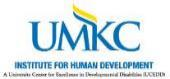 UMKC
INSTITUTE FOR HUMAN DEVELOPMENT
A University Center for Excellence in Developmental Disabilities (UCEDD)